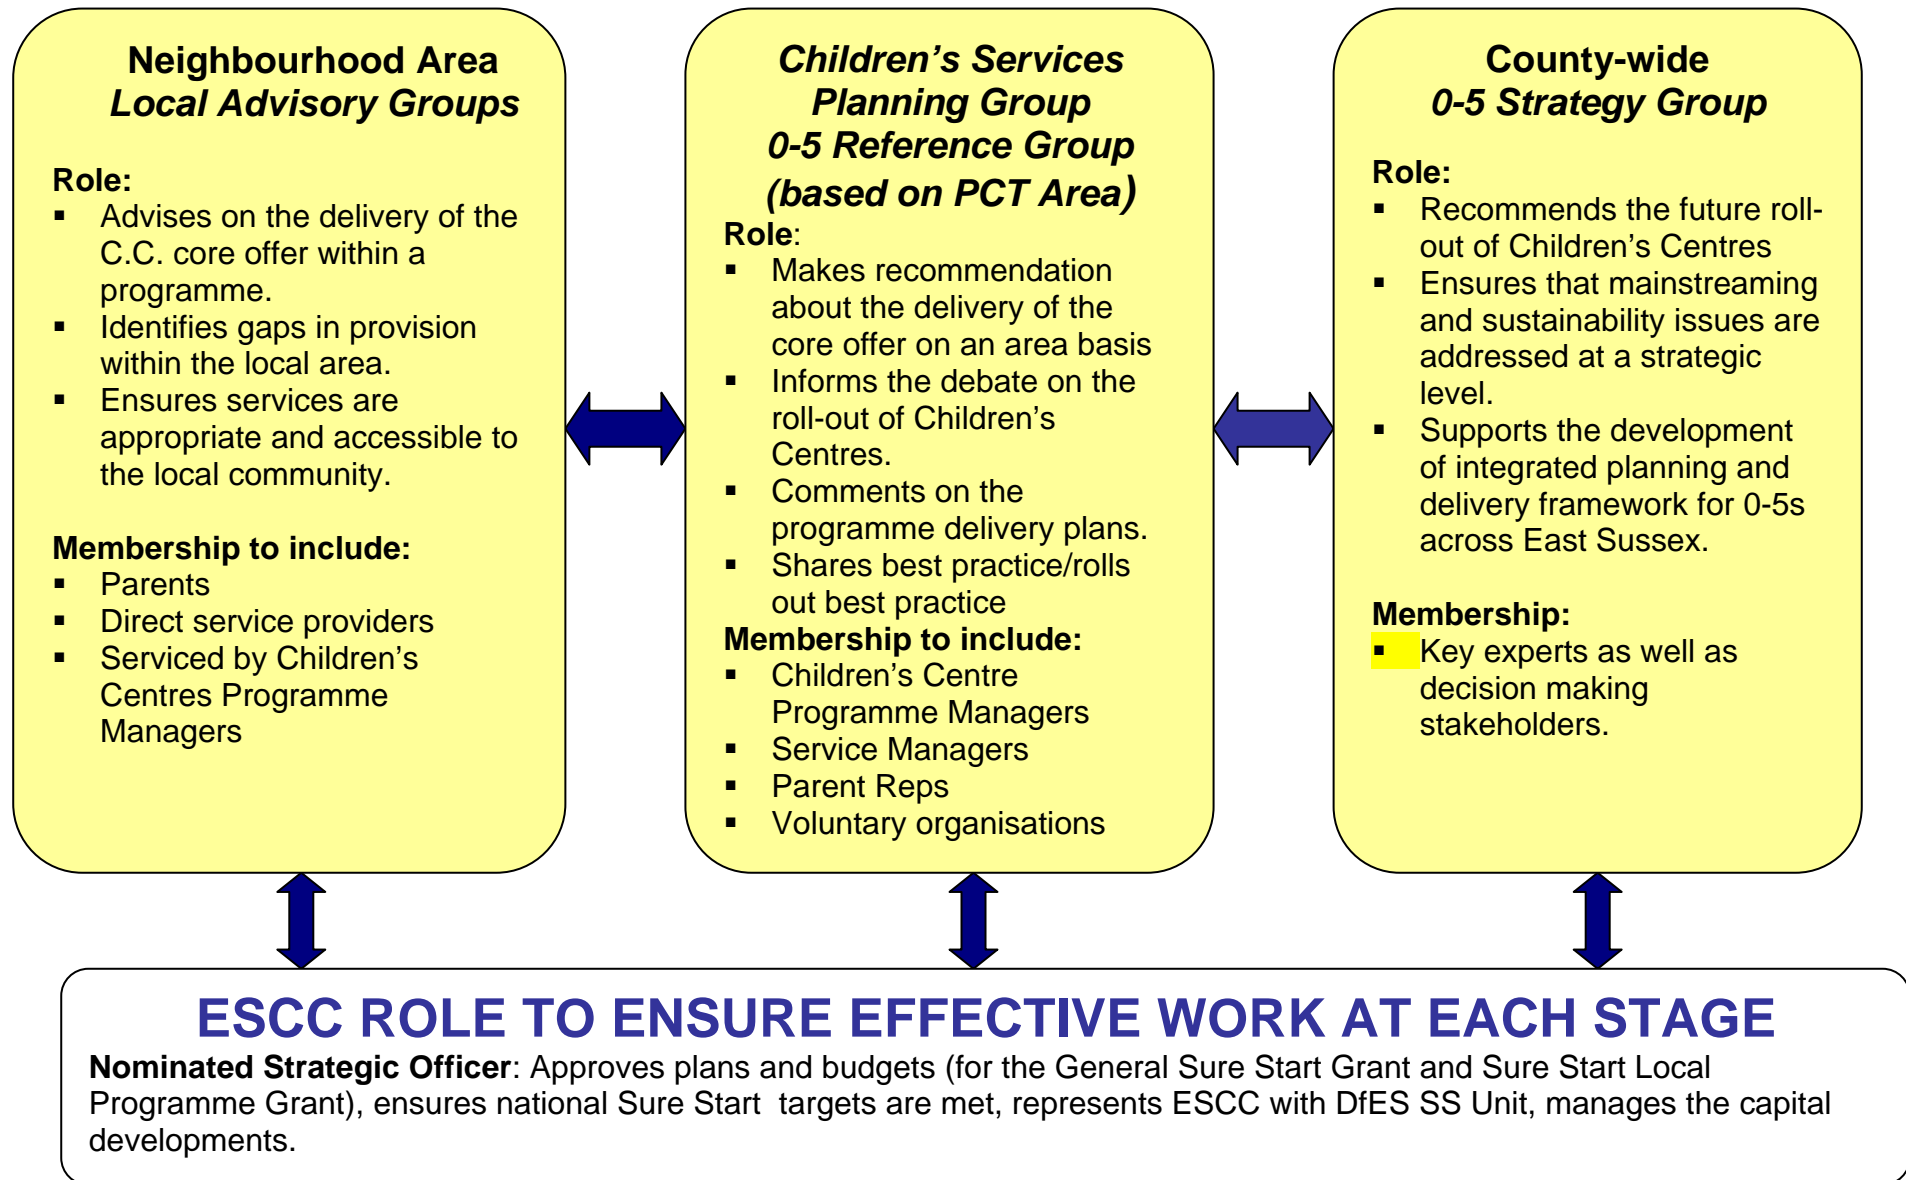 Neighbourhood Area
Local Advisory Groups
Role:
▪ Advises on the delivery of the
C.C. core offer within a
programme.
▪ Identifies gaps in provision
within the local area.
▪ Ensures services are
appropriate and accessible to
the local community.
Membership to include:
▪ Parents
▪ Direct service providers
▪ Serviced by Children’s
Centres Programme
Managers
Children’s Services
Planning Group
0-5 Reference Group
(based on PCT Area)
Role:
▪ Makes recommendation
about the delivery of the
core offer on an area basis
▪ Informs the debate on the
roll-out of Children’s
Centres.
▪ Comments on the
programme delivery plans.
▪ Shares best practice/rolls
out best practice
Membership to include:
▪ Children’s Centre
Programme Managers
▪ Service Managers
▪ Parent Reps
▪ Voluntary organisations
County-wide
0-5 Strategy Group
Role:
▪ Recommends the future roll-
out of Children’s Centres
▪ Ensures that mainstreaming
and sustainability issues are
addressed at a strategic
level.
▪ Supports the development
of integrated planning and
delivery framework for 0-5s
across East Sussex.
Membership:
▪ Key experts as well as
decision making
stakeholders.
ESCC ROLE TO ENSURE EFFECTIVE WORK AT EACH STAGE
Nominated Strategic Officer: Approves plans and budgets (for the General Sure Start Grant and Sure Start Local
Programme Grant), ensures national Sure Start targets are met, represents ESCC with DfES SS Unit, manages the capital
developments.